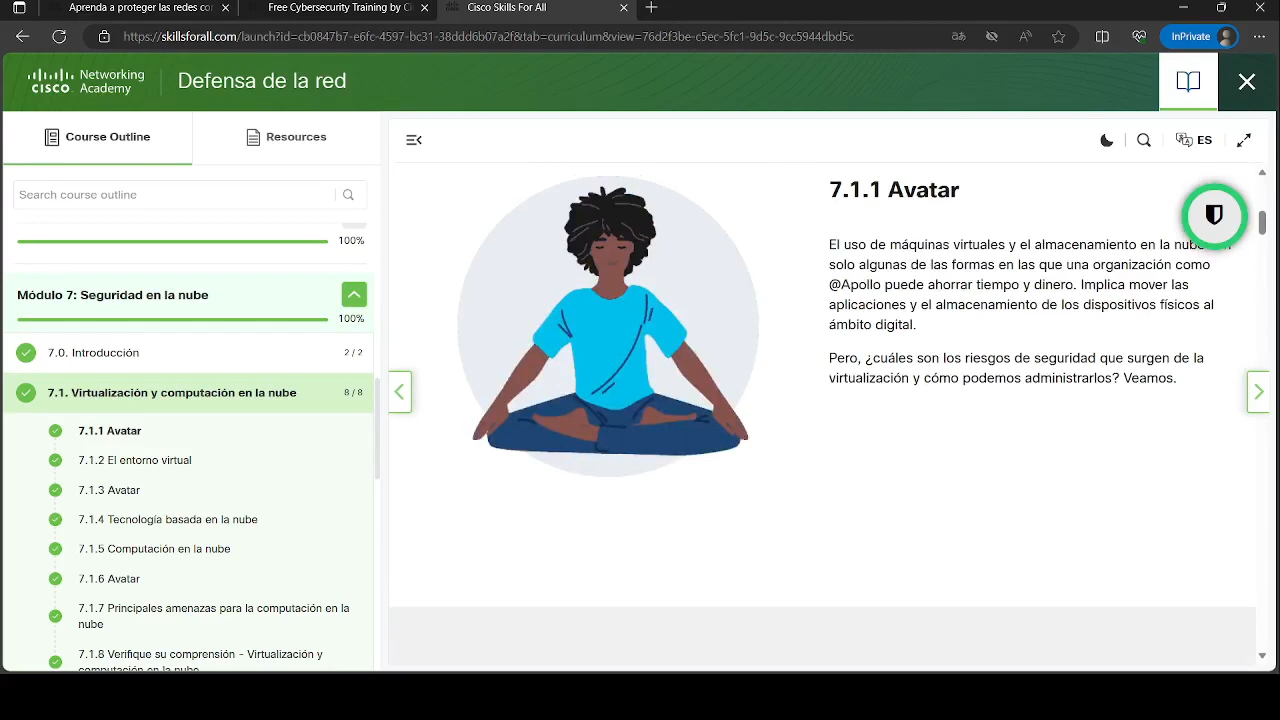 Aprenda a proteger las redes cor
Free Cybersecurity Training by Ci
Cisco Skills For All
https://skillsforall.com/launch?id=cb0847b7-e6fc-4597-bc31-38ddd6b07a2f&tab=curriculum&view=76d2f3be-c5ec-5fc1-9d5c-9cc5944dbd5c
InPrivate
Networking
CISCO Academy
Defensa de la red
Course Outline
Resources
ES
Search course outline
100%
Módulo 7: Seguridad en la nube
100%
7.0. Introducción 2 / 2
7.1. Virtualización y computación en la nube 8 / 8
7.1.1 Avatar
7.1.2 El entorno virtual
7.1.3 Avatar
7.1.4 Tecnología basada en la nube
7.1.5 Computación en la nube
7.1.6 Avatar
7.1.7 Principales amenazas para la computación en la
nube
7.1.8 Verifique su comprensión - Virtualización y
computación en la nube
7.1.1 Avatar
El uso de máquinas virtuales y el almacenamiento en la nube
solo algunas de las formas en las que una organización como
@Apollo puede ahorrar tiempo y dinero. Implica mover las
aplicaciones y el almacenamiento de los dispositivos físicos al
ámbito digital.
Pero, ¿cuáles son los riesgos de seguridad que surgen de la
virtualización y cómo podemos administrarlos? Veamos.